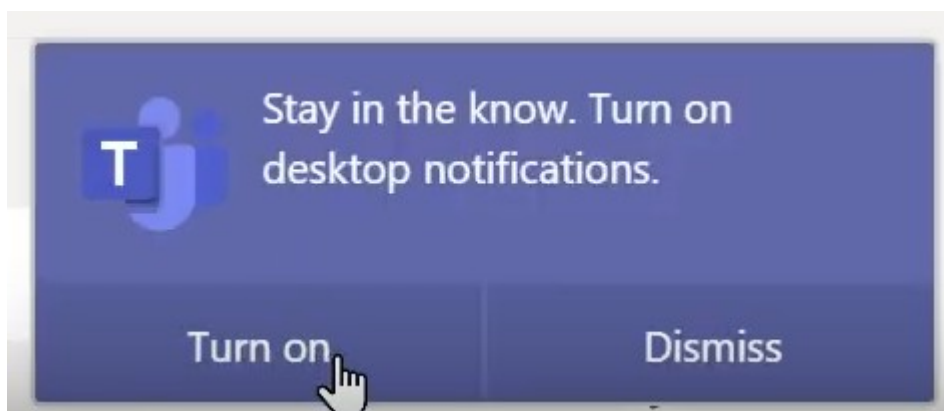 Stay in the know. Turn on
desktop notifications.
T
Turn on
Dismiss